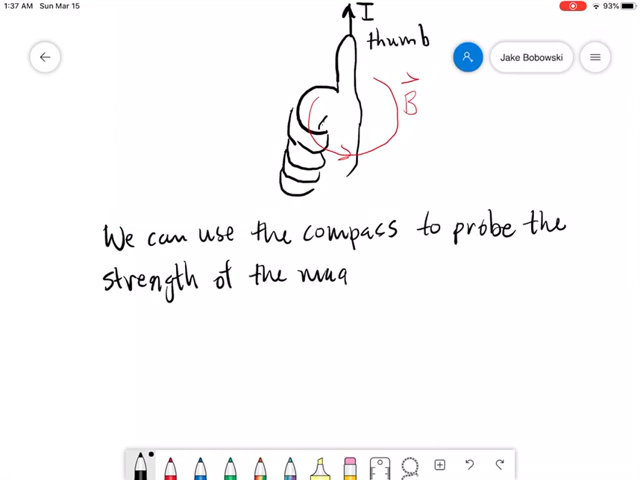 1:37 AM Sun Mar 15
93%
I
thumb
B
Jake Bobowski
We can use the compass to probe the
strength of the mag